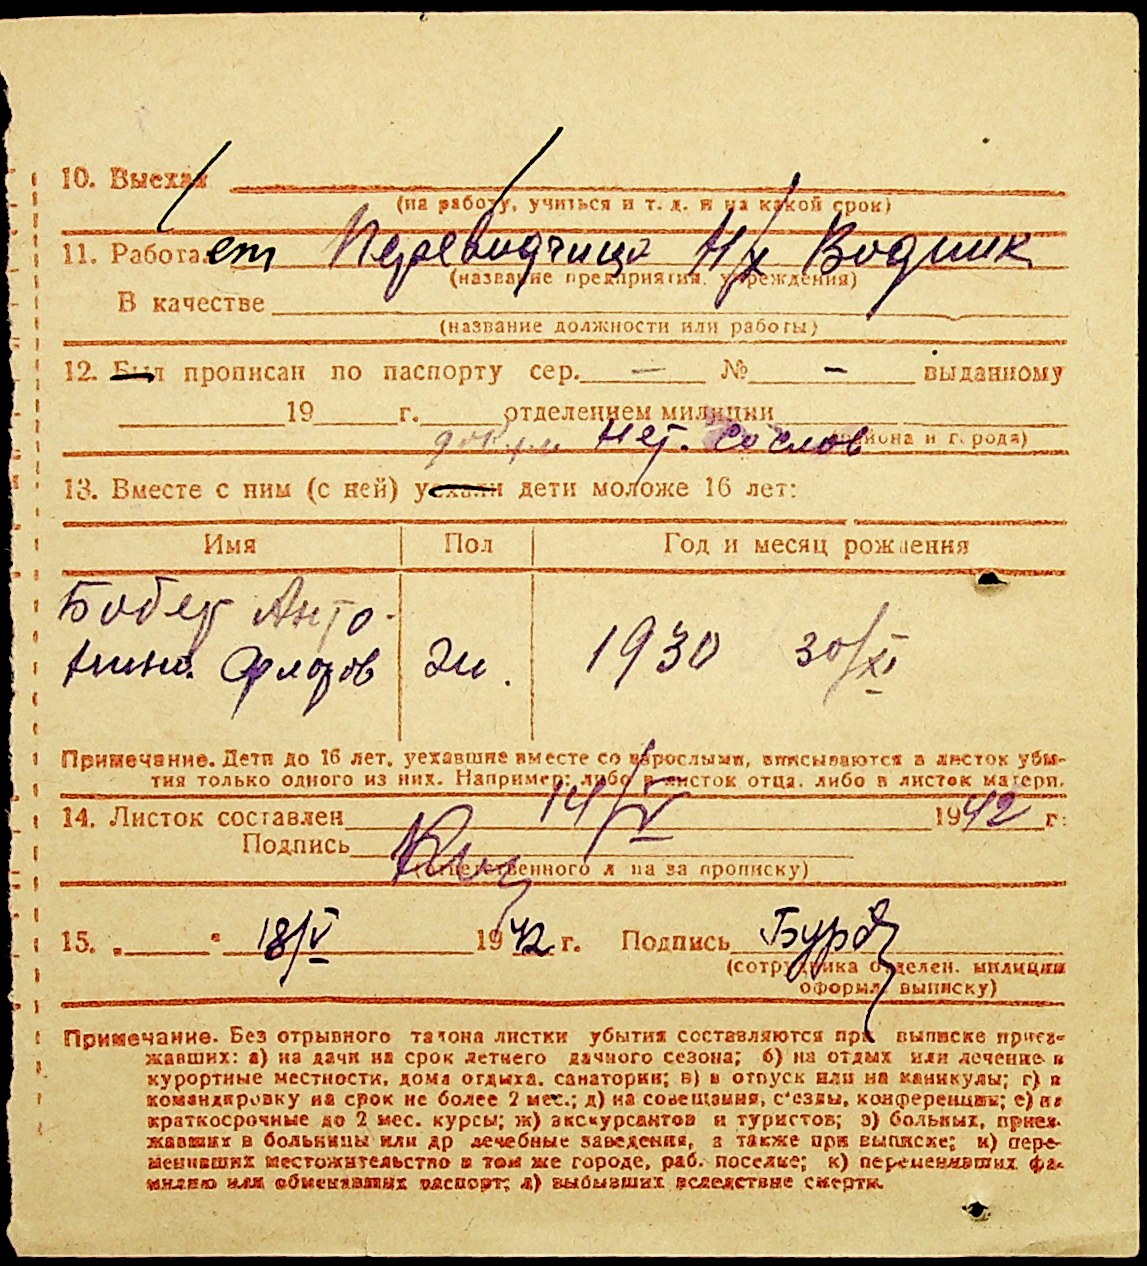 10. Выехал
(на работу, учиться и т. д. и на какой срок)
11. Работает Переводчица Н/х Водник
(название предприятия, учреждения)
В качестве
(название должности или работы)
12. Был прописан по паспорту сер. — № — выданному
19 г. отделением милиции
нет. со слов (района и города)
13. Вместе с ним (с ней) уехали дети моложе 16 лет:
Имя Пол Год и месяц рождения
Бобер Анто-
нина Флоров ж. 1930 30/XI
Примечание. Дети до 16 лет, уехавшие вместе со взрослыми, вписываются в листок убы-
тия только одного из них. Например: либо в листок отца, либо в листок матери.
14. Листок составлен 14/V 1942 г.
Подпись
(ответственного лица за прописку)
15. „ “ 18/V 1942 г. Подпись
(сотрудника отделен. милиции
оформл. выписку)
Примечание. Без отрывного талона листки убытия составляются при выписке приез-
жавших: а) на дачи на срок летнего дачного сезона; б) на отдых или лечение в
курортные местности, дома отдыха, санатории; в) в отпуск или на каникулы; г) в
командировку на срок не более 2 мес.; д) на совещания, с'езды, конференции; е) на
краткосрочные до 2 мес. курсы; ж) экскурсантов и туристов; з) больных, приез-
жавших в больницы или др лечебные заведения, а также при выписке; и) пере-
менивших местожительство в том же городе, раб. поселке; к) переменивших фа-
милию или обменявших паспорт; л) выбывших вследствие смерти.